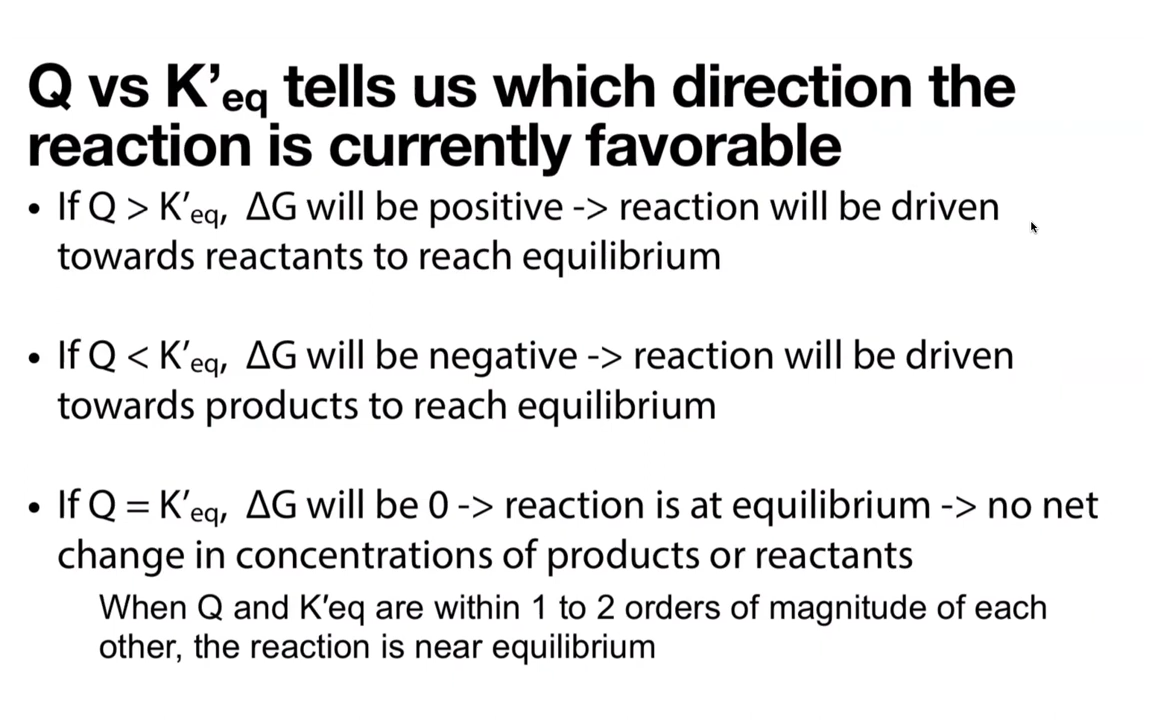 Q vs K’eq tells us which direction the
reaction is currently favorable
• If Q > K′eq, ΔG will be positive -> reaction will be driven
towards reactants to reach equilibrium
• If Q < K′eq, ΔG will be negative -> reaction will be driven
towards products to reach equilibrium
• If Q = K′eq, ΔG will be 0 -> reaction is at equilibrium -> no net
change in concentrations of products or reactants
When Q and K′eq are within 1 to 2 orders of magnitude of each
other, the reaction is near equilibrium